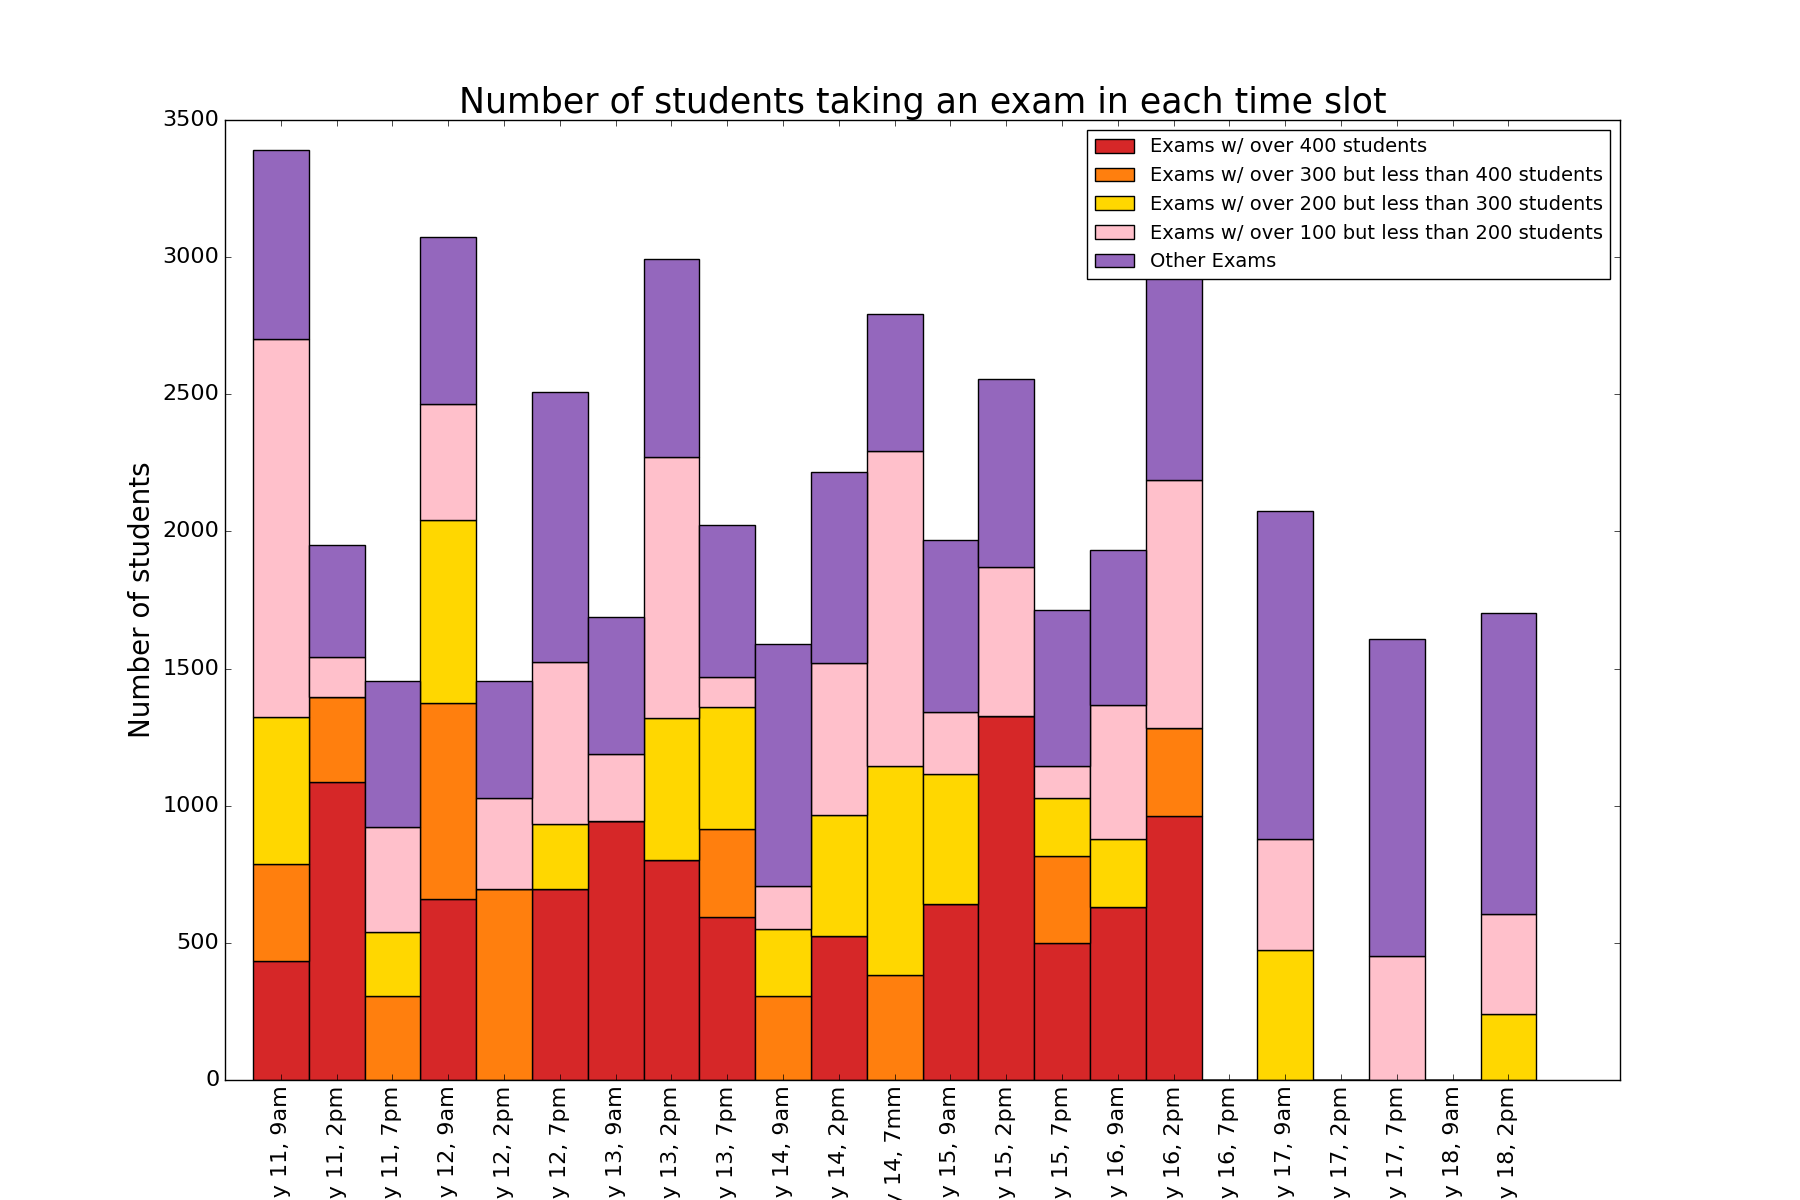 Number of students taking an exam in each time slot
Exams w/ over 400 students
Exams w/ over 300 but less than 400 students
Exams w/ over 200 but less than 300 students
Exams w/ over 100 but less than 200 students
Other Exams
Number of students
3500
3000
2500
2000
1500
1000
500
0
y 11, 9am
y 11, 2pm
y 11, 7pm
y 12, 9am
y 12, 2pm
y 12, 7pm
y 13, 9am
y 13, 2pm
y 13, 7pm
y 14, 9am
y 14, 2pm
y 14, 7mm
y 15, 9am
y 15, 2pm
y 15, 7pm
y 16, 9am
y 16, 2pm
y 16, 7pm
y 17, 9am
y 17, 2pm
y 17, 7pm
y 18, 9am
y 18, 2pm